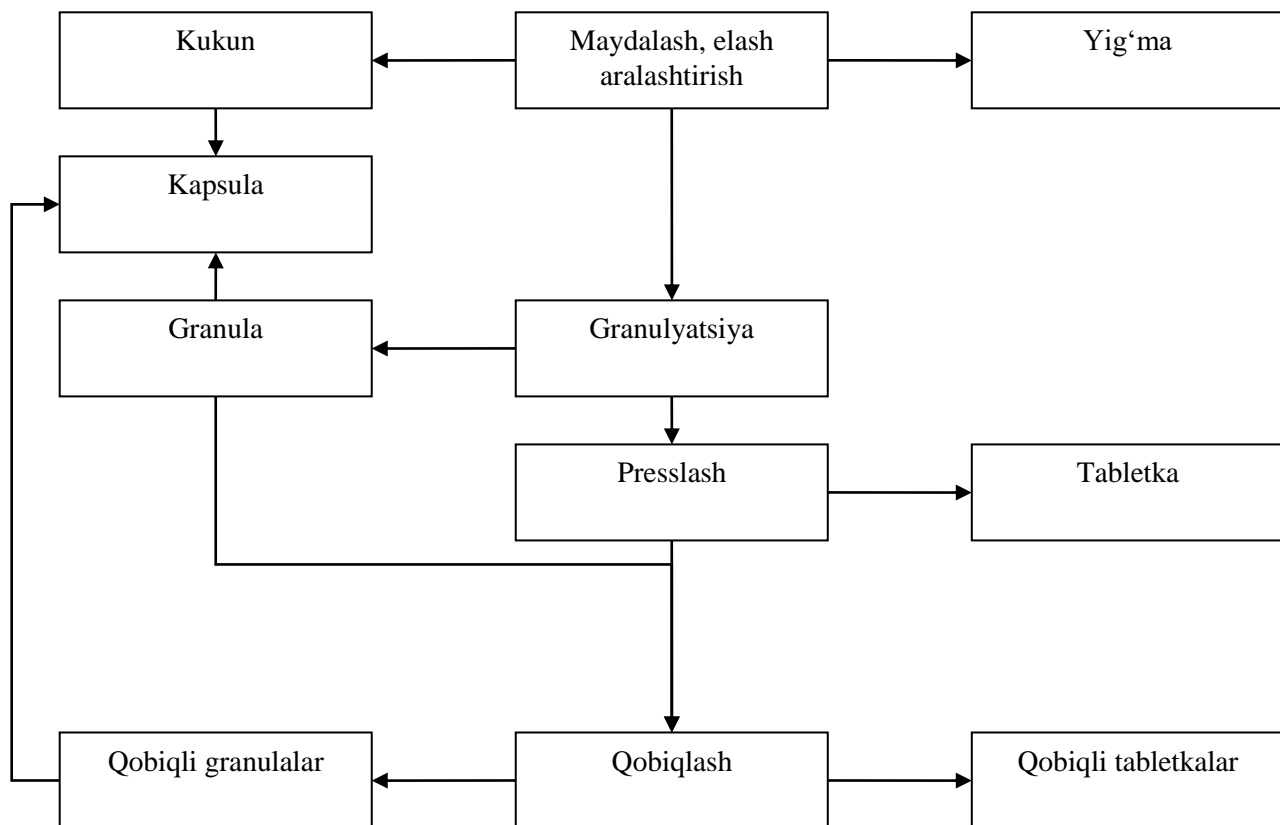 Kukun
Maydalash, elash
aralashtirish
Yig‘ma
Kapsula
Granula
Granulyatsiya
Presslash
Tabletka
Qobiqli granulalar
Qobiqlash
Qobiqli tabletkalar